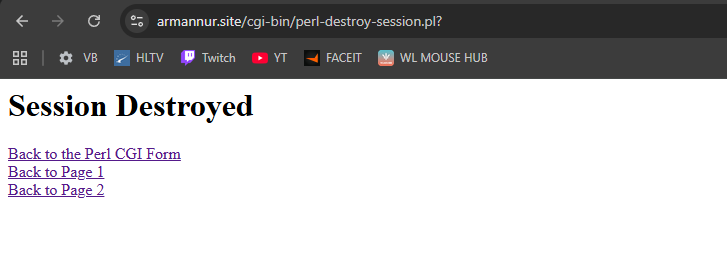 armannur.site/cgi-bin/perl-destroy-session.pl?
VB HLTV Twitch YT FACEIT WL MOUSE HUB
Session Destroyed
Back to the Perl CGI Form
Back to Page 1
Back to Page 2